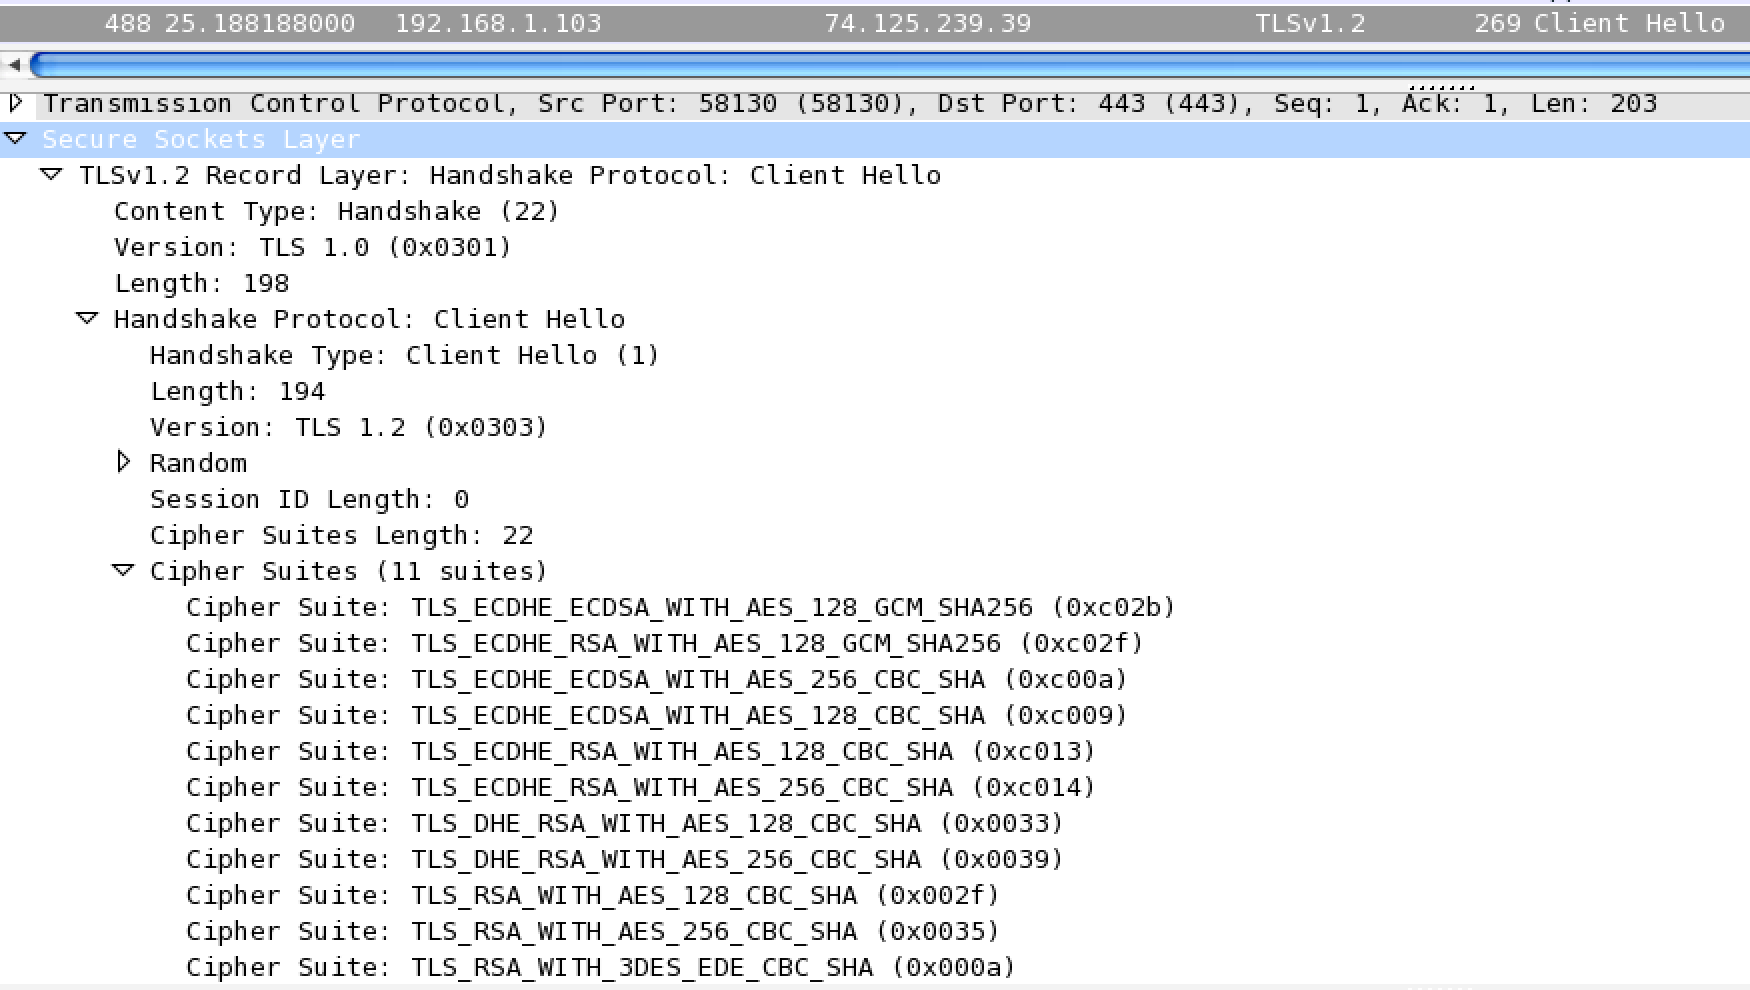 488 25.188188000 192.168.1.103 74.125.239.39 TLSv1.2 269 Client Hello
Transmission Control Protocol, Src Port: 58130 (58130), Dst Port: 443 (443), Seq: 1, Ack: 1, Len: 203
Secure Sockets Layer
TLSv1.2 Record Layer: Handshake Protocol: Client Hello
Content Type: Handshake (22)
Version: TLS 1.0 (0x0301)
Length: 198
Handshake Protocol: Client Hello
Handshake Type: Client Hello (1)
Length: 194
Version: TLS 1.2 (0x0303)
Random
Session ID Length: 0
Cipher Suites Length: 22
Cipher Suites (11 suites)
Cipher Suite: TLS_ECDHE_ECDSA_WITH_AES_128_GCM_SHA256 (0xc02b)
Cipher Suite: TLS_ECDHE_RSA_WITH_AES_128_GCM_SHA256 (0xc02f)
Cipher Suite: TLS_ECDHE_ECDSA_WITH_AES_256_CBC_SHA (0xc00a)
Cipher Suite: TLS_ECDHE_ECDSA_WITH_AES_128_CBC_SHA (0xc009)
Cipher Suite: TLS_ECDHE_RSA_WITH_AES_128_CBC_SHA (0xc013)
Cipher Suite: TLS_ECDHE_RSA_WITH_AES_256_CBC_SHA (0xc014)
Cipher Suite: TLS_DHE_RSA_WITH_AES_128_CBC_SHA (0x0033)
Cipher Suite: TLS_DHE_RSA_WITH_AES_256_CBC_SHA (0x0039)
Cipher Suite: TLS_RSA_WITH_AES_128_CBC_SHA (0x002f)
Cipher Suite: TLS_RSA_WITH_AES_256_CBC_SHA (0x0035)
Cipher Suite: TLS_RSA_WITH_3DES_EDE_CBC_SHA (0x000a)